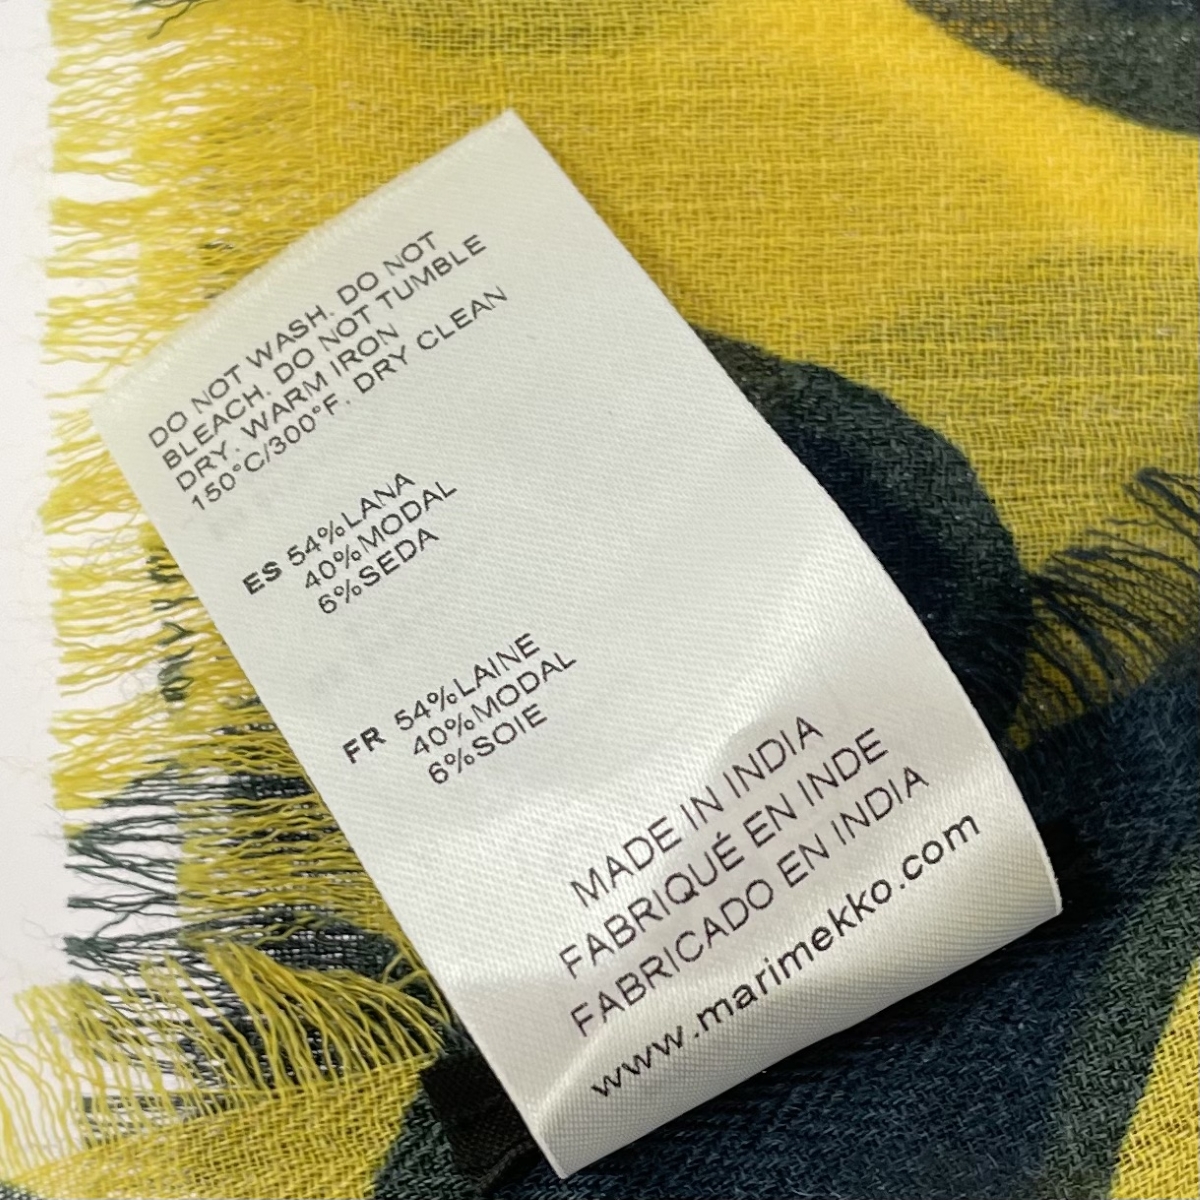 DO NOT WASH. DO NOT
BLEACH. DO NOT TUMBLE
DRY. WARM IRON
150°C/300°F. DRY CLEAN
ES 54%LANA
40%MODAL
6%SEDA
FR 54%LAINE
40%MODAL
6%SOIE
MADE IN INDIA
FABRIQUÉ EN INDE
FABRICADO EN INDIA
www.marimekko.com